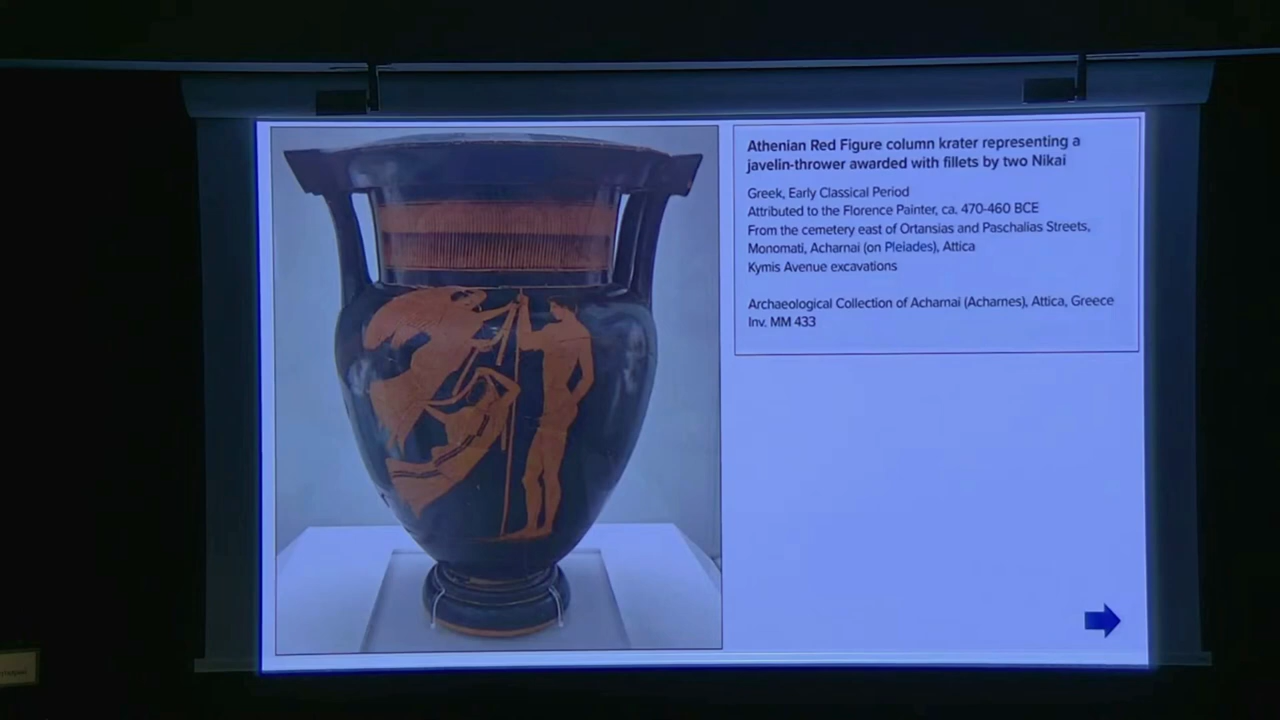 Athenian Red Figure column krater representing a
javelin-thrower awarded with fillets by two Nikai
Greek, Early Classical Period
Attributed to the Florence Painter, ca. 470-460 BCE
From the cemetery east of Ortansias and Paschalias Streets,
Monomati, Acharnai (on Pleiades), Attica
Kymis Avenue excavations
Archaeological Collection of Acharnai (Acharnes), Attica, Greece
Inv. MM 433